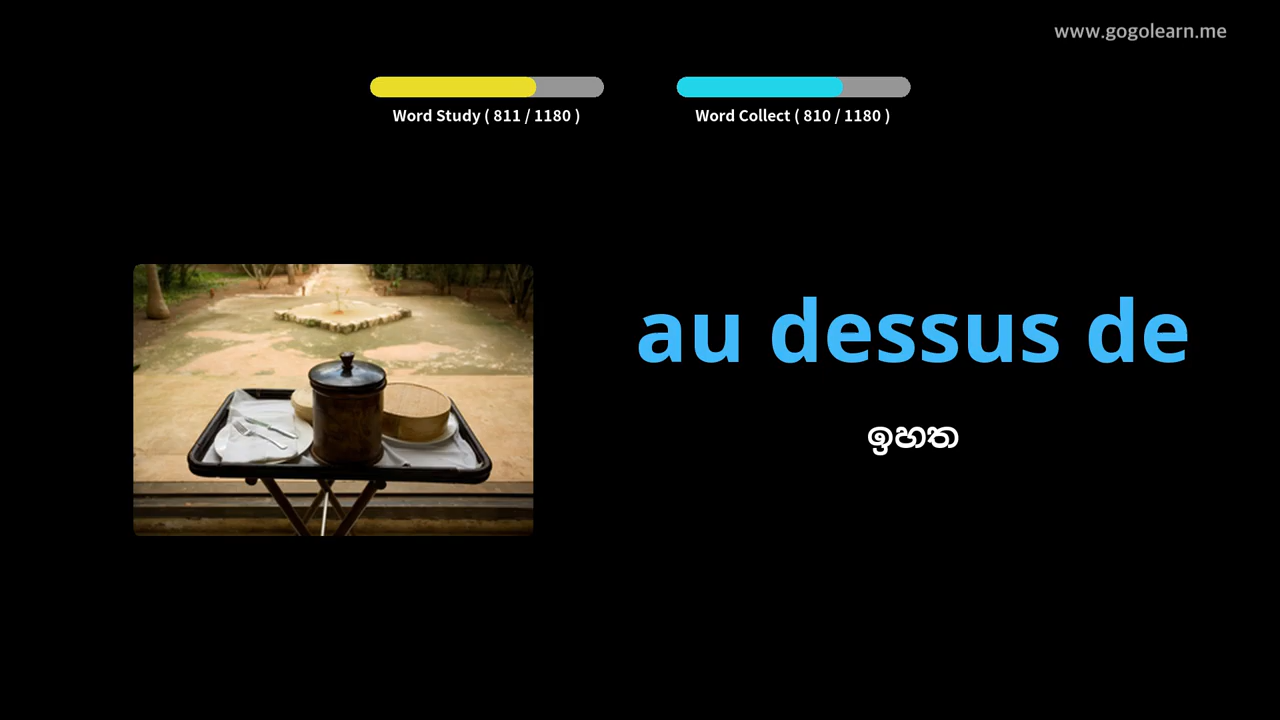 www.gogolearn.me
Word Study ( 811 / 1180 )
Word Collect ( 810 / 1180 )
au dessus de
ඉහත